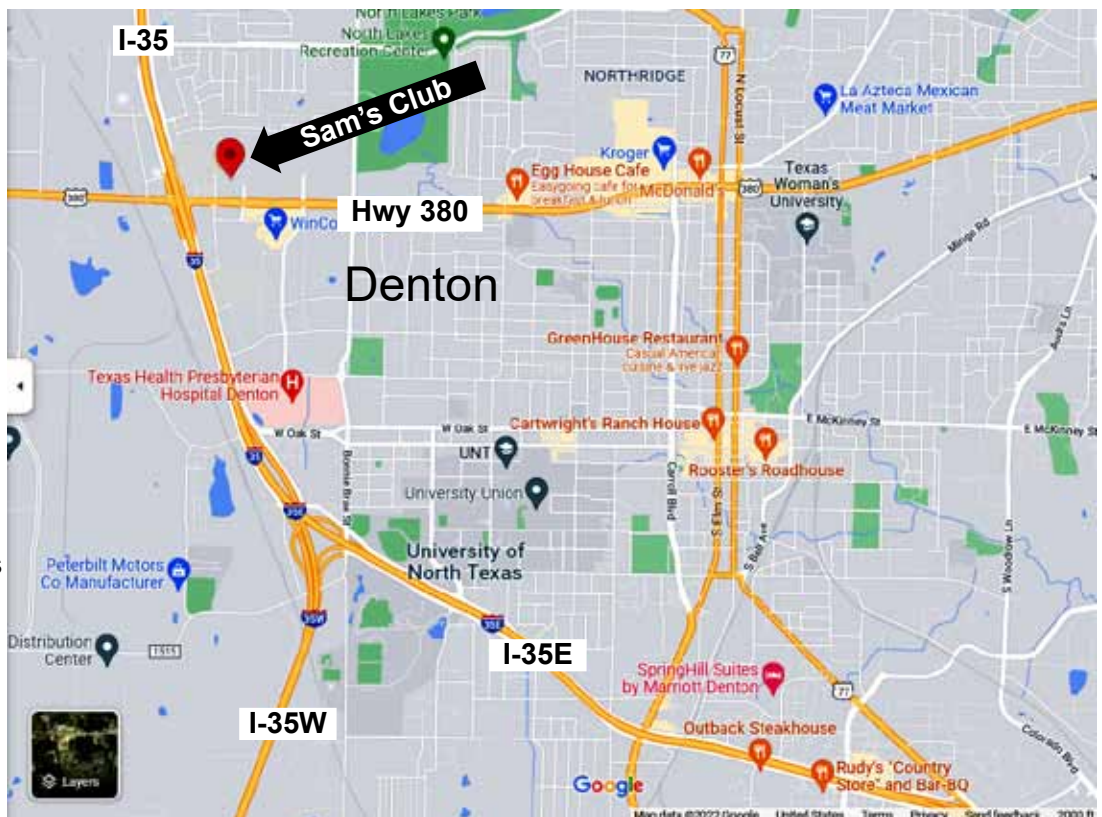 North Lakes Park
North Lakes
Recreation Center
I-35
77
N Locust St
NORTHRIDGE
La Azteca Mexican
Meat Market
Sam's Club
Kroger
Egg House Cafe
Easygoing cafe for
breakfast & lunch
McDonald's
380
Texas
Woman's
University
380
Hwy 380
WinCo
Mingo Rd
35
Denton
Audra Ln
GreenHouse Restaurant
Casual American
cuisine & live jazz
Texas Health Presbyterian
Hospital Denton
Cartwright's Ranch House
E McKinney St
E McKinney St
W Oak St
W Oak St
UNT
35
Rooster's Roadhouse
Bonnie Brae St
University Union
Carroll Blvd
S Elm St
35E
S Bell Ave
S Woodrow Ln
University of
North Texas
Peterbilt Motors
Co Manufacturer
35W
35E
Distribution
Center
1515
I-35E
SpringHill Suites
by Marriott Denton
77
I-35W
Outback Steakhouse
Colorado Blvd
Rudy's "Country
Store" and Bar-BQ
Layers
Google
Map data ©2022 Google United States Terms Privacy Send feedback 2000 ft